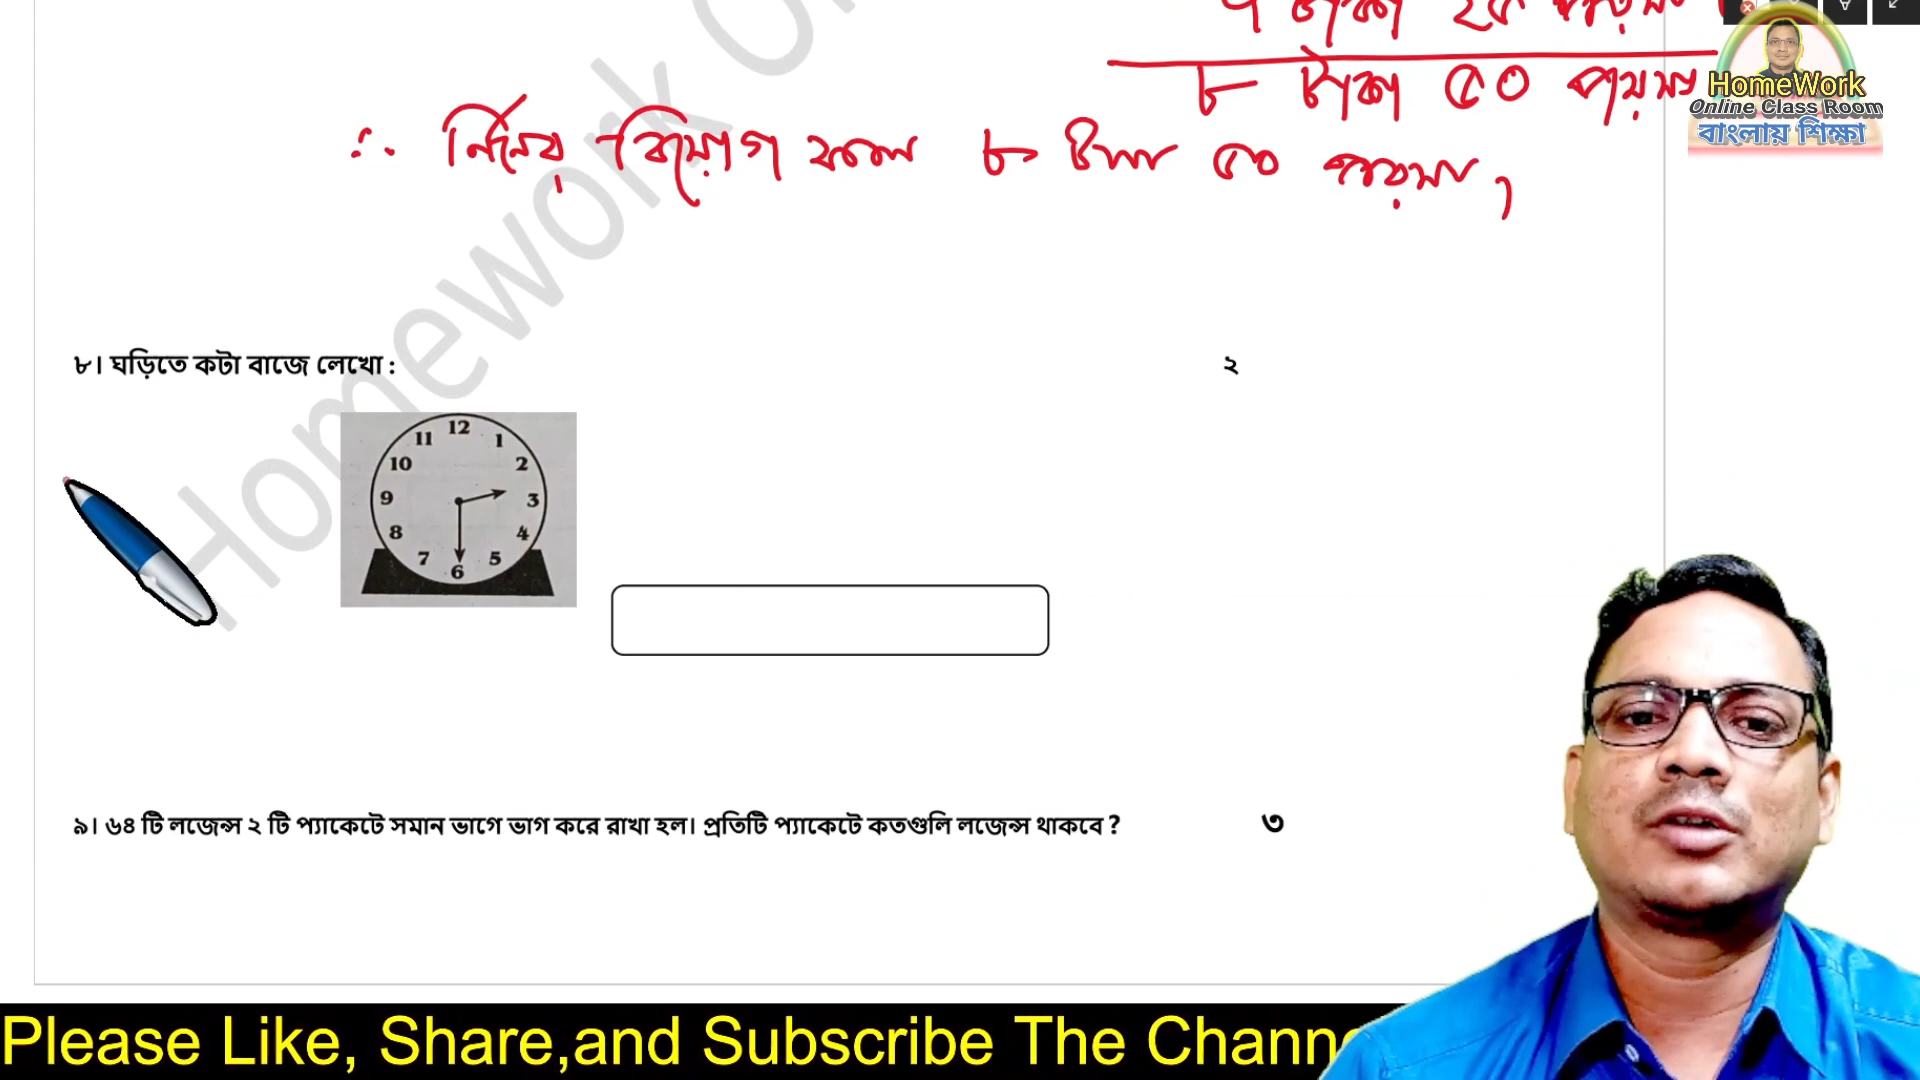 ৮ টাকা ৫০ পয়সা
∴ নির্ণেয় বিয়োগ ফল ৮ টাকা ৫০ পয়সা
HomeWork
Online Class Room
বাংলায় শিক্ষা
Homework
৮। ঘড়িতে কটা বাজে লেখো : ২
12
11 1
10 2
9 3
8 4
7 5
6
৯। ৬৪ টি লজেন্স ২ টি প্যাকেটে সমান ভাগে ভাগ করে রাখা হল। প্রতিটি প্যাকেটে কতগুলি লজেন্স থাকবে ? ৩
Please Like, Share,and Subscribe The Chann